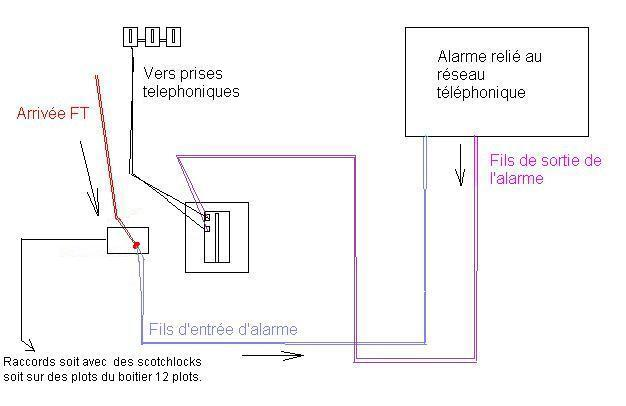 Alarme relié au
réseau
téléphonique
Vers prises
telephoniques
Arrivée FT
Fils de sortie de
l'alarme
Fils d'entrée d'alarme
Raccords soit avec des scotchlocks
soit sur des plots du boitier 12 plots.